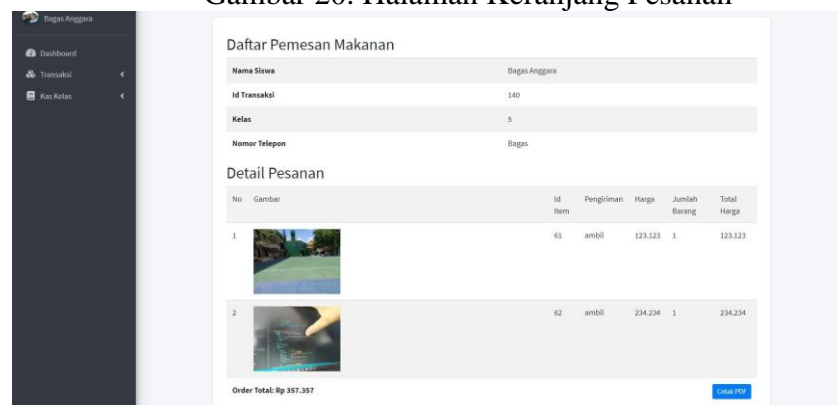 Gambar 20. Halaman Keranjang Pesanan
Bagas Anggara
Dashboard
Transaksi
Kas Kelas
Daftar Pemesan Makanan
Nama Siswa Bagas Anggara
Id Transaksi 140
Kelas 5
Nomor Telepon Bagas
Detail Pesanan
No Gambar Id Item Pengiriman Harga Jumlah Barang Total Harga
1 61 ambil 123.123 1 123.123
2 62 ambil 234.234 1 234.234
Order Total: Rp 357.357 Cetak PDF